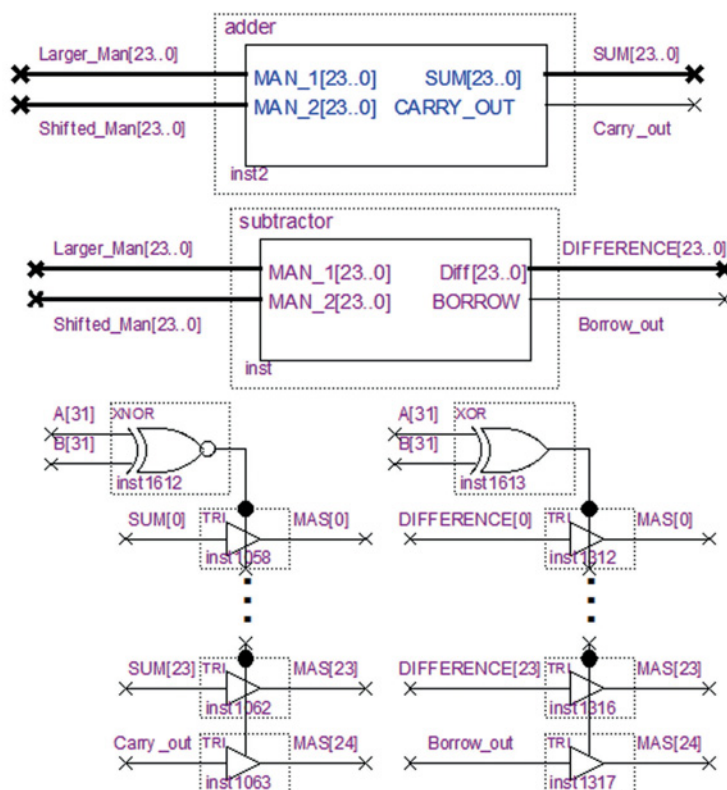 adder
Larger_Man[23..0]
SUM[23..0]
MAN_1[23..0]
SUM[23..0]
MAN_2[23..0]
CARRY_OUT
Shifted_Man[23..0]
Carry_out
inst2
subtractor
Larger_Man[23..0]
DIFFERENCE[23..0]
MAN_1[23..0]
Diff[23..0]
MAN_2[23..0]
BORROW
Shifted_Man[23..0]
Borrow_out
inst
A[31]
XNOR
B[31]
inst1612
A[31]
XOR
B[31]
inst1613
SUM[0]
TRI
MAS[0]
inst1058
DIFFERENCE[0]
TRI
MAS[0]
inst1312
SUM[23]
TRI
MAS[23]
inst1062
DIFFERENCE[23]
TRI
MAS[23]
inst1316
Carry_out
TRI
MAS[24]
inst1063
Borrow_out
TRI
MAS[24]
inst1317